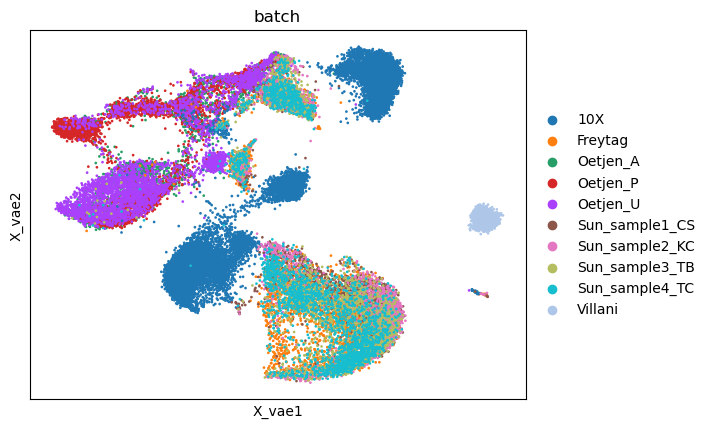 batch
X_vae2
X_vae1
10X
Freytag
Oetjen_A
Oetjen_P
Oetjen_U
Sun_sample1_CS
Sun_sample2_KC
Sun_sample3_TB
Sun_sample4_TC
Villani